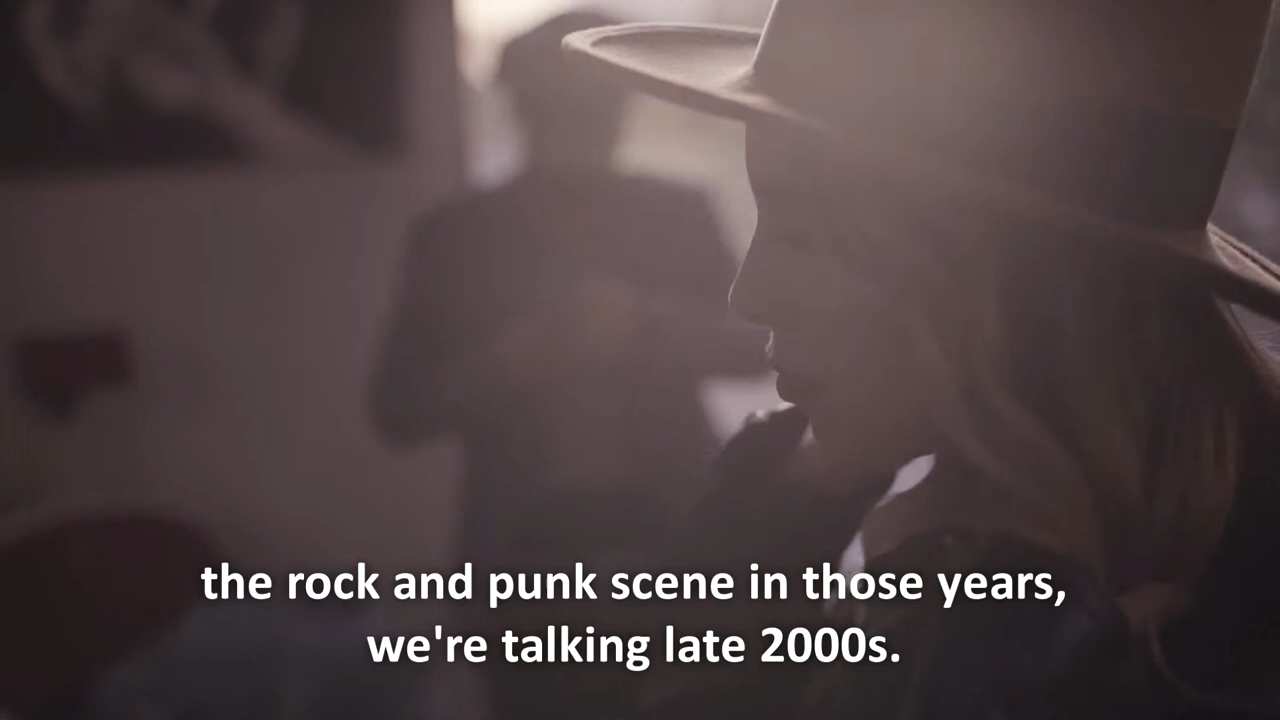 the rock and punk scene in those years,
we're talking late 2000s.